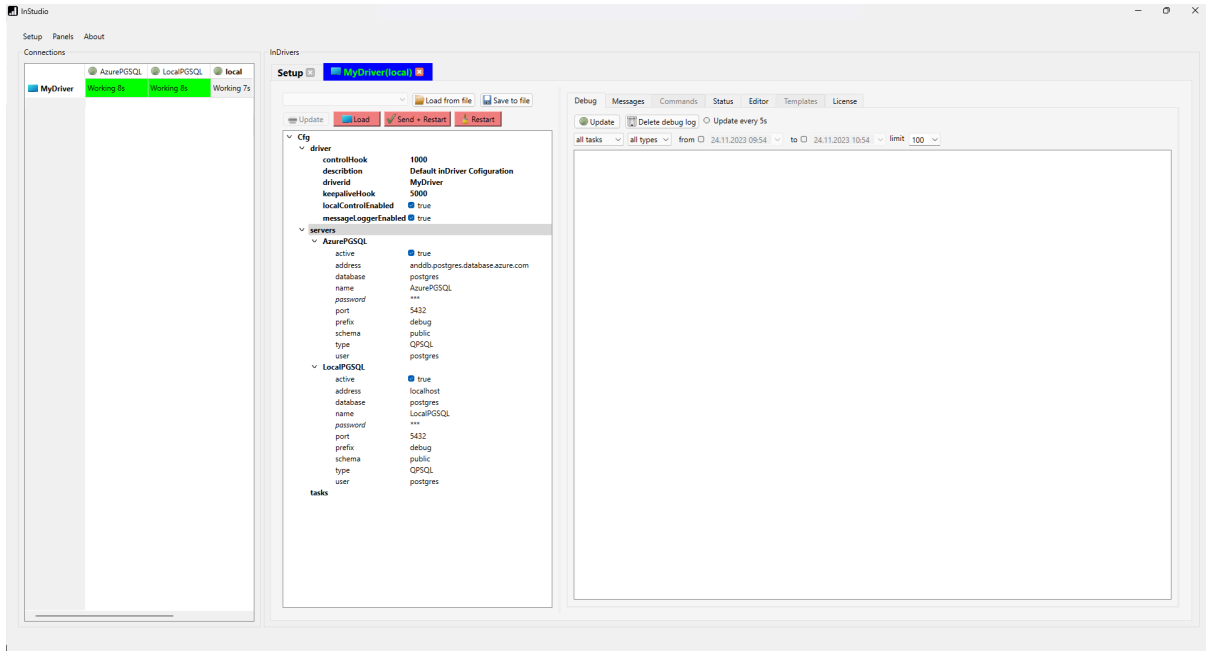 InStudio
Setup Panels About
Connections
AzurePGSQL LocalPGSQL local
MyDriver Working 8s Working 8s Working 7s
InDrivers
Setup MyDriver(local)
Load from file Save to file
Update Load Send + Restart Restart
Cfg
driver
controlHook 1000
describtion Default inDriver Cofiguration
driverid MyDriver
keepaliveHook 5000
localControlEnabled true
messageLoggerEnabled true
servers
AzurePGSQL
active true
address anddb.postgres.database.azure.com
database postgres
name AzurePGSQL
password ***
port 5432
prefix debug
schema public
type QPSQL
user postgres
LocalPGSQL
active true
address localhost
database postgres
name LocalPGSQL
password ***
port 5432
prefix debug
schema public
type QPSQL
user postgres
tasks
Debug Messages Commands Status Editor Templates License
Update Delete debug log Update every 5s
all tasks all types from 24.11.2023 09:54 to 24.11.2023 10:54 limit 100